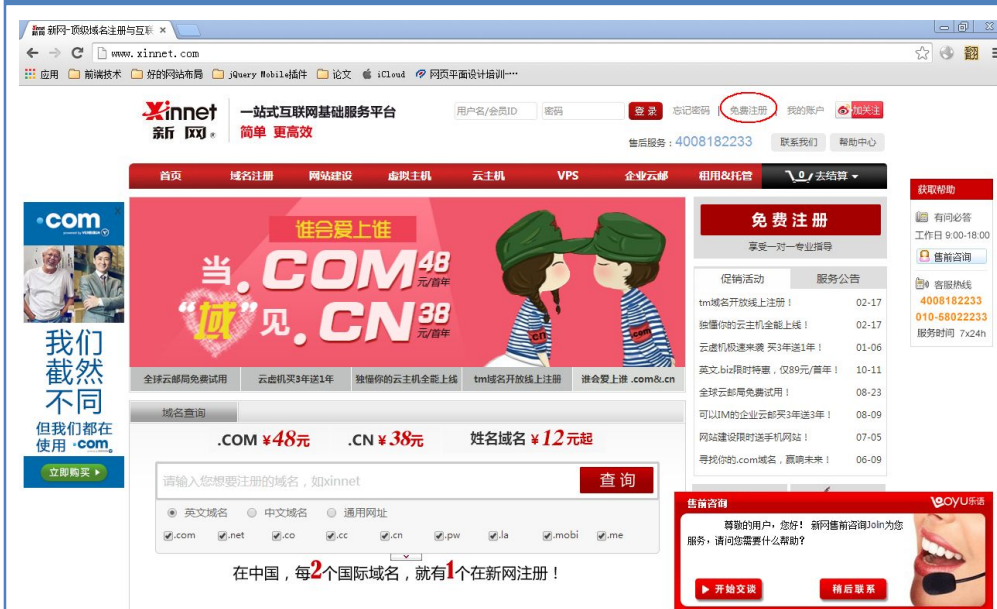 新网-顶级域名注册与互联
www.xinnet.com
应用 前端技术 好的网站布局 jQuery Mobile插件 论文 iCloud 网页平面设计培训····
Xinnet 新网
一站式互联网基础服务平台
简单 更高效
用户名/会员ID 密码 登录 忘记密码 | 免费注册 | 我的账户 加关注
售后服务：4008182233 联系我们 帮助中心
首页 域名注册 网站建设 虚拟主机 云主机 VPS 企业云邮 租用&托管 0 去结算
.com
我们
截然
不同
但我们都在
使用 .com
立即购买
谁会爱上谁
当.COM 48元/首年
“域”见.CN 38元/首年
cn
.com
全球云邮局免费试用 云虚机买3年送1年 独懂你的云主机全能上线 tm域名开放线上注册 谁会爱上谁 .com&.cn
免费注册
享受一对一专业指导
促销活动 服务公告
tm域名开放线上注册！ 02-17
独懂你的云主机全能上线！ 02-17
云虚机极速来袭 买3年送1年！ 01-06
英文.biz限时特惠，仅89元/首年！ 10-11
全球云邮局免费试用！ 08-23
可以IM的企业云邮买3年送3年！ 08-09
网站建设限时送手机网站！ 07-05
寻找你的.com域名，赢响未来！ 06-09
获取帮助
有问必答
工作日 9:00-18:00
售前咨询
客服热线
4008182233
010-58022233
服务时间 7x24h
域名查询
.COM ¥48元 .CN ¥38元 姓名域名 ¥12元起
请输入您想要注册的域名，如xinnet 查询
英文域名 中文域名 通用网址
.com .net .co .cc .cn .pw .la .mobi .me
在中国，每2个国际域名，就有1个在新网注册！
售前咨询 LOYU乐语
尊敬的用户，您好！ 新网售前咨询Join为您
服务，请问您需要什么帮助？
开始交谈 稍后联系